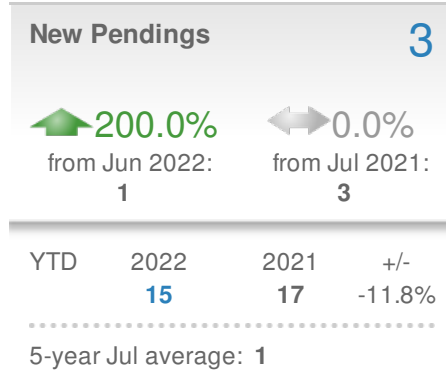 New Pendings 3
200.0% 0.0%
from Jun 2022: from Jul 2021:
1 3
YTD 2022 2021 +/-
15 17 -11.8%
5-year Jul average: 1